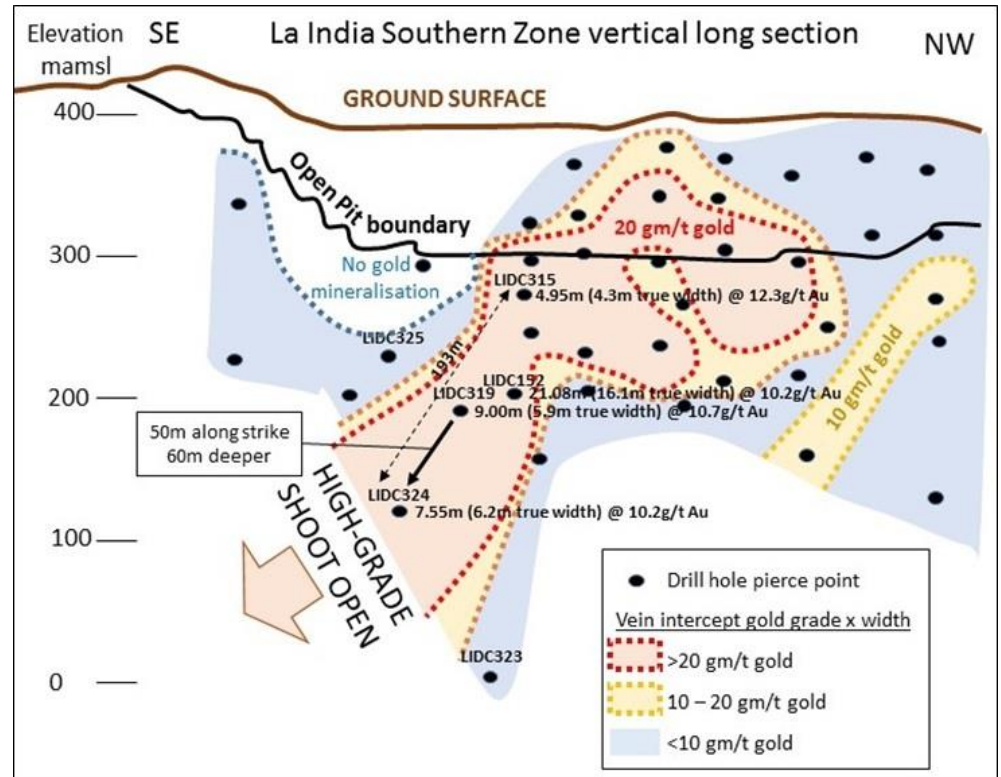 Elevation
mamsl
SE
La India Southern Zone vertical long section
NW
GROUND SURFACE
400
Open Pit boundary
20 gm/t gold
300
No gold
mineralisation
LIDC315
4.95m (4.3m true width) @ 12.3g/t Au
LIDC325
193m
10 gm/t gold
200
LIDC319
LIDC152
21.08m (16.1m true width) @ 10.2g/t Au
9.00m (5.9m true width) @ 10.7g/t Au
50m along strike
60m deeper
LIDC324
7.55m (6.2m true width) @ 10.2g/t Au
HIGH-GRADE
SHOOT OPEN
100
LIDC323
0
Drill hole pierce point
Vein intercept gold grade x width
>20 gm/t gold
10 – 20 gm/t gold
<10 gm/t gold